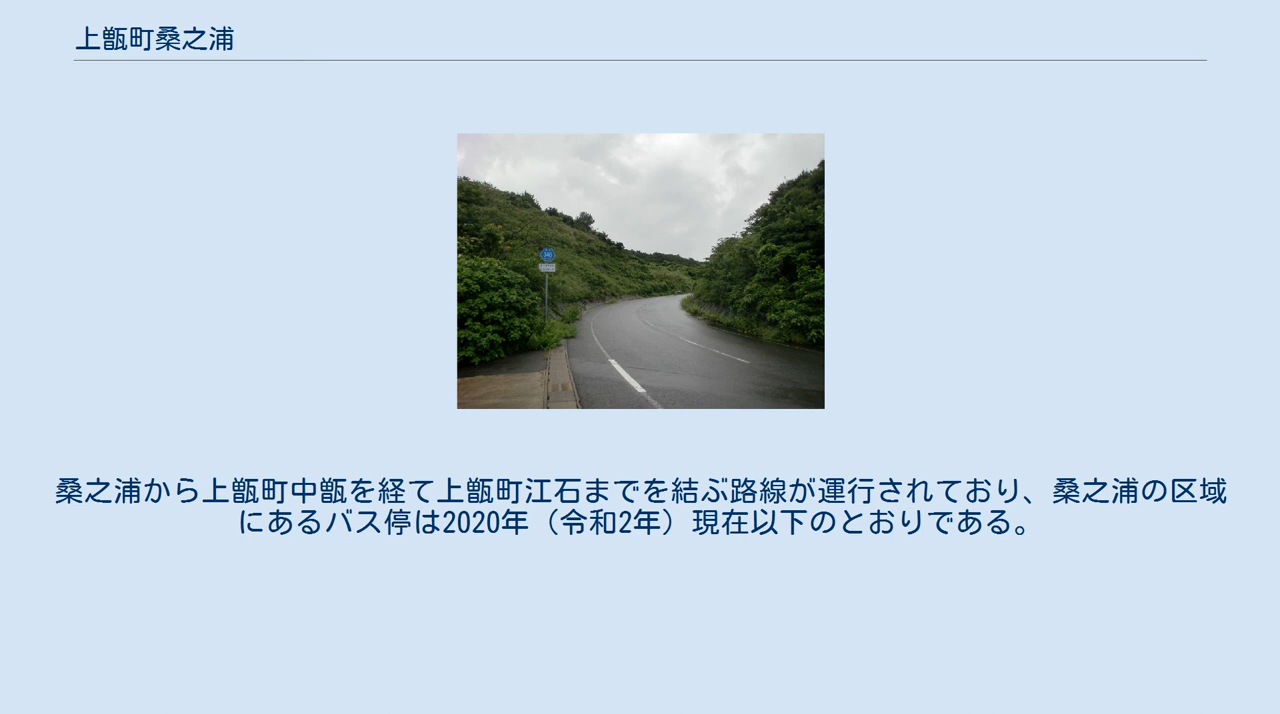 上甑町桑之浦
340
桑之浦から上甑町中甑を経て上甑町江石までを結ぶ路線が運行されており、桑之浦の区域
にあるバス停は2020年（令和2年）現在以下のとおりである。